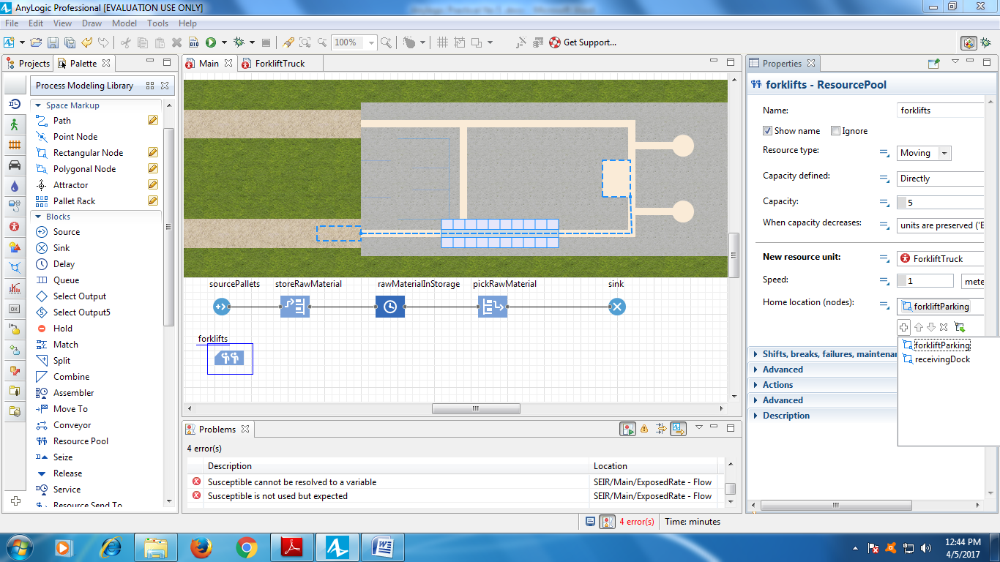 AnyLogic Professional [EVALUATION USE ONLY]
File Edit View Draw Model Tools Help
100% Get Support...
Projects Palette
Process Modeling Library
Space Markup
Path
Point Node
Rectangular Node
Polygonal Node
Attractor
Pallet Rack
Blocks
Source
Sink
Delay
Queue
Select Output
Select Output5
Hold
Match
Split
Combine
Assembler
Move To
Conveyor
Resource Pool
Seize
Release
Service
Resource Send To
Main ForkliftTruck
sourcePallets storeRawMaterial rawMaterialInStorage pickRawMaterial sink
forklifts
Problems
4 error(s)
Description Location
Susceptible cannot be resolved to a variable SEIR/Main/ExposedRate - Flow
Susceptible is not used but expected SEIR/Main/ExposedRate - Flow
Properties
forklifts - ResourcePool
Name: forklifts
Show name Ignore
Resource type: Moving
Capacity defined: Directly
Capacity: 5
When capacity decreases: units are preserved ('E
New resource unit: ForkliftTruck
Speed: 1 mete
Home location (nodes): forkliftParking
forkliftParking
receivingDock
Shifts, breaks, failures, maintenan
Advanced
Actions
Advanced
Description
4 error(s) Time: minutes
12:44 PM
4/5/2017